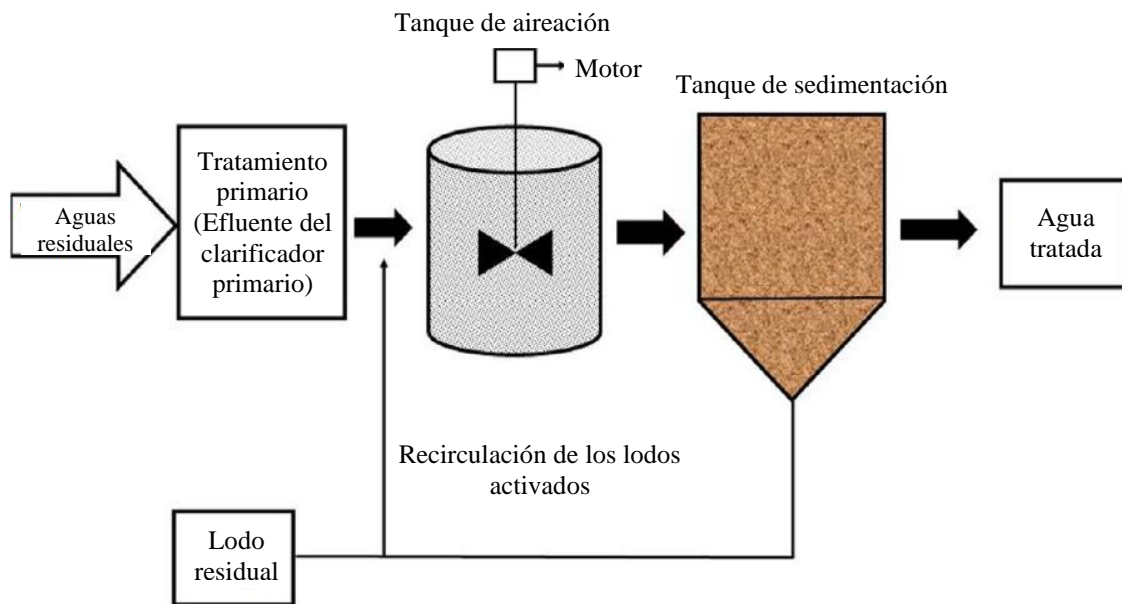 Tanque de aireación
Motor
Tanque de sedimentación
Tratamiento
primario
(Efluente del
clarificador
primario)
Aguas
residuales
Agua
tratada
Recirculación de los lodos
activados
Lodo
residual